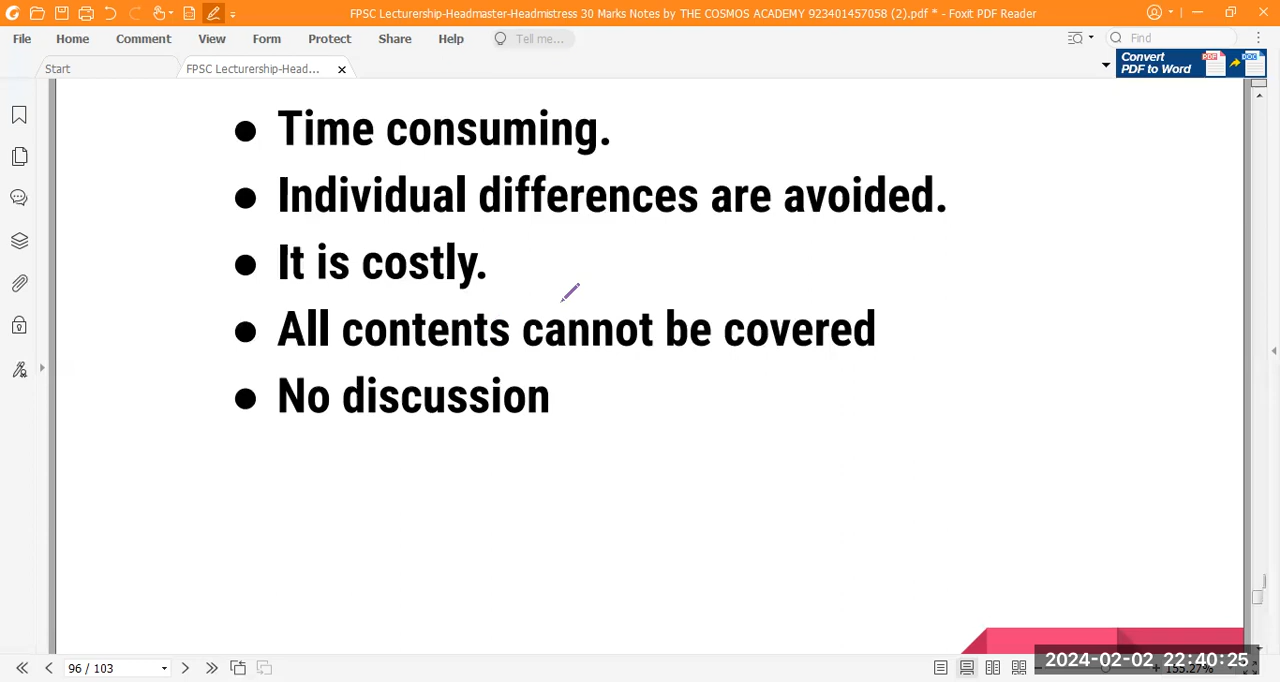 FPSC Lecturership-Headmaster-Headmistress 30 Marks Notes by THE COSMOS ACADEMY 923401457058 (2).pdf * - Foxit PDF Reader
File Home Comment View Form Protect Share Help Tell me... Find
Start FPSC Lecturership-Head...
Convert
PDF to Word
PDF DOC
● Time consuming.
● Individual differences are avoided.
● It is costly.
● All contents cannot be covered
● No discussion
96 / 103
2024-02-02 22:40:25